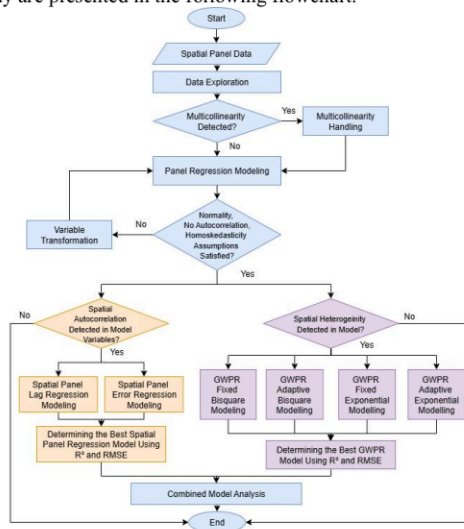 y are presented in the following flowchart:
Start
Spatial Panel Data
Data Exploration
Multicollinearity
Detected?
Yes
Multicollinearity
Handling
No
Panel Regression Modeling
Normality,
No Autocorrelation,
Homoskedasticity
Assumptions
Satisfied?
No
Variable
Transformation
Yes
No
Spatial
Autocorrelation
Detected in Model
Variables?
Spatial Heterogeinity
Detected in Model?
No
Yes
Yes
Spatial Panel
Lag Regression
Modeling
Spatial Panel
Error Regression
Modeling
GWPR
Fixed
Bisquare
Modeling
GWPR
Adaptive
Bisquare
Modelling
GWPR
Fixed
Exponential
Modelling
GWPR
Adaptive
Exponential
Modelling
Determining the Best Spatial
Panel Regression Model Using
R² and RMSE
Determining the Best GWPR
Model Using R² and RMSE
Combined Model Analysis
End